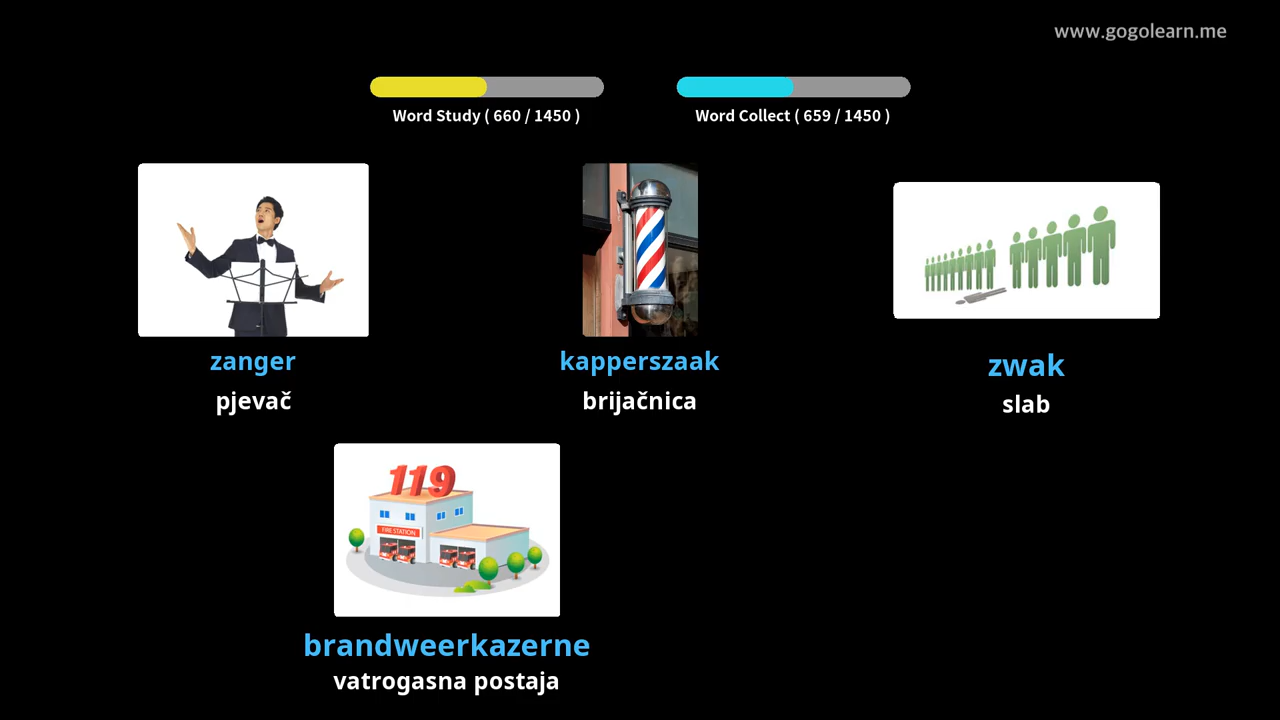 www.gogolearn.me
Word Study ( 660 / 1450 )
Word Collect ( 659 / 1450 )
zanger
pjevač
kapperszaak
brijačnica
zwak
slab
119
FIRE STATION
brandweerkazerne
vatrogasna postaja